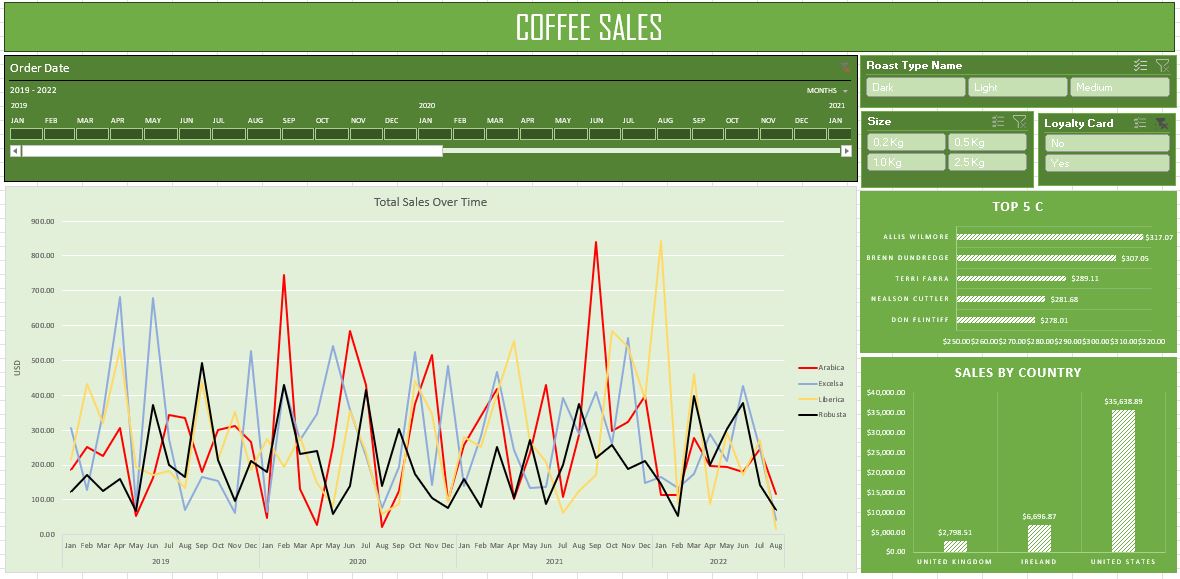 COFFEE SALES
Order Date
2019 - 2022 MONTHS
2019 2020 2021
JAN FEB MAR APR MAY JUN JUL AUG SEP OCT NOV DEC JAN FEB MAR APR MAY JUN JUL AUG SEP OCT NOV DEC JAN
Roast Type Name
Dark Light Medium
Size
0.2 Kg 0.5 Kg
1.0 Kg 2.5 Kg
Loyalty Card
No
Yes
Total Sales Over Time
900.00
800.00
700.00
600.00
500.00
400.00
300.00
200.00
100.00
0.00
USD
Jan Feb Mar Apr May Jun Jul Aug Sep Oct Nov Dec Jan Feb Mar Apr May Jun Jul Aug Sep Oct Nov Dec Jan Feb Mar Apr May Jun Jul Aug Sep Oct Nov Dec Jan Feb Mar Apr May Jun Jul Aug
2019 2020 2021 2022
Arabica
Excelsa
Liberica
Robusta
TOP 5 C
ALLIS WILMORE $317.07
BRENN DUNDREDGE $307.05
TERRI FARRA $289.11
NEALSON CUTTLER $281.68
DON FLINTIFF $278.01
$250.00 $260.00 $270.00 $280.00 $290.00 $300.00 $310.00 $320.00
SALES BY COUNTRY
$40,000.00
$35,000.00
$30,000.00
$25,000.00
$20,000.00
$15,000.00
$10,000.00
$5,000.00
$0.00
$2,798.51 $6,696.87 $35,638.89
UNITED KINGDOM IRELAND UNITED STATES